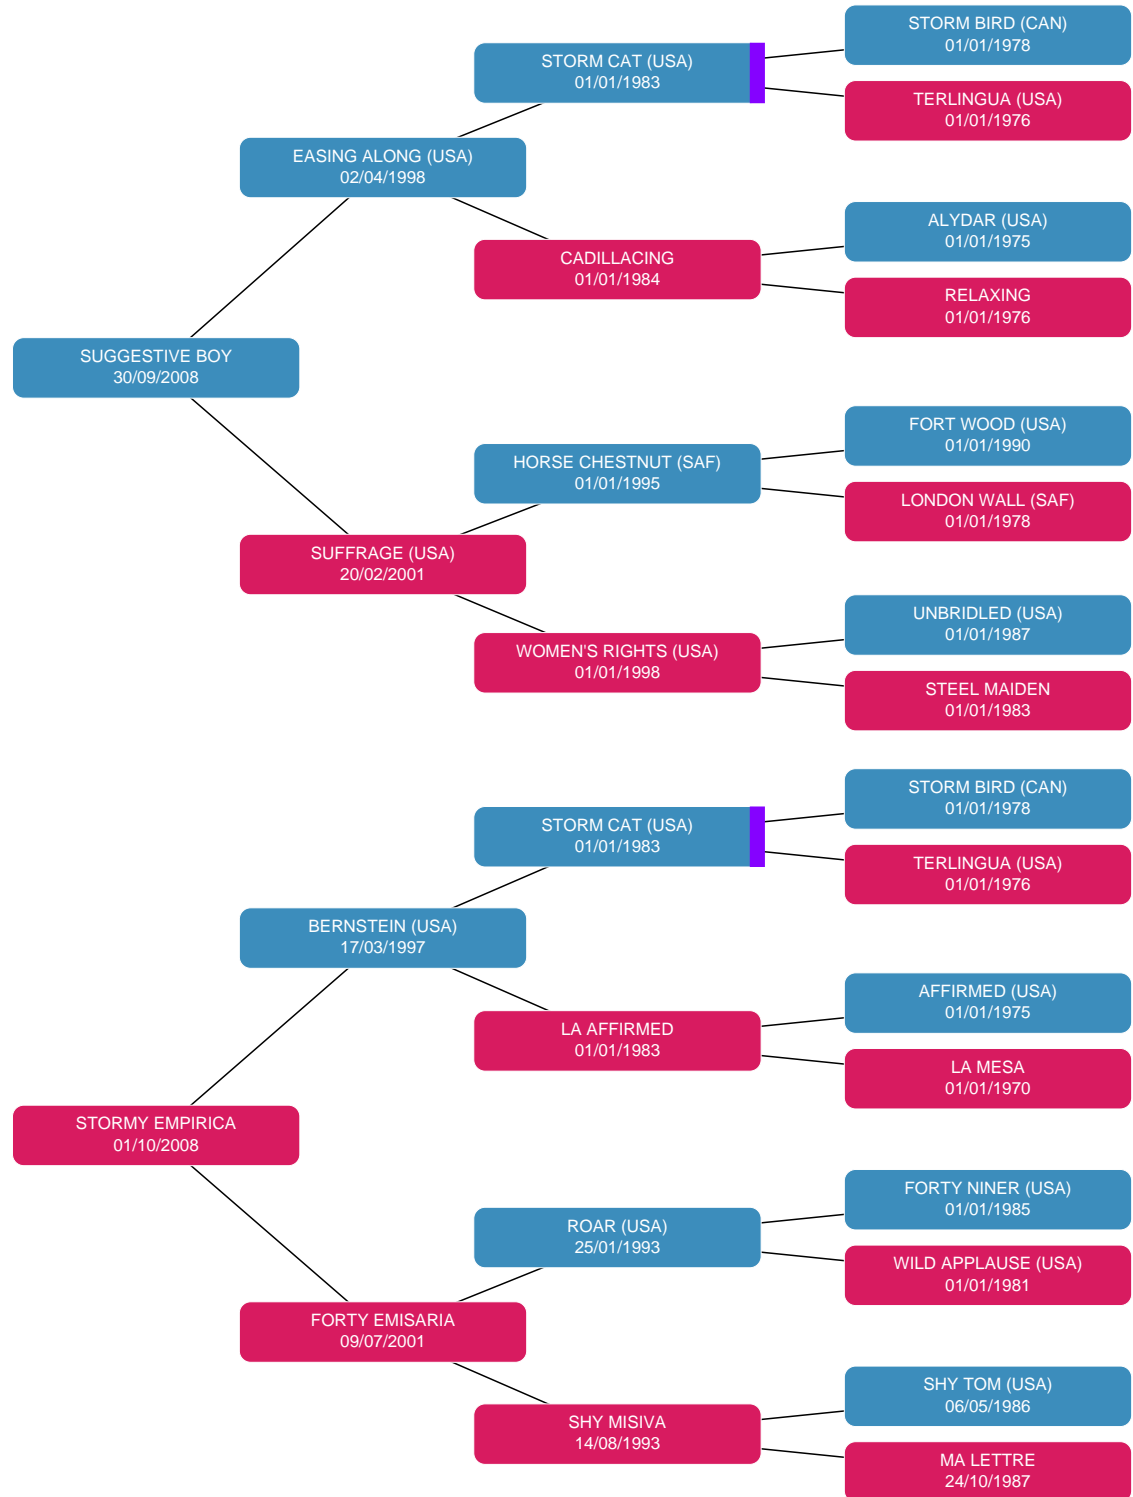 STORM BIRD (CAN)
01/01/1978
STORM CAT (USA)
01/01/1983
TERLINGUA (USA)
01/01/1976
EASING ALONG (USA)
02/04/1998
ALYDAR (USA)
01/01/1975
CADILLACING
01/01/1984
RELAXING
01/01/1976
SUGGESTIVE BOY
30/09/2008
FORT WOOD (USA)
01/01/1990
HORSE CHESTNUT (SAF)
01/01/1995
LONDON WALL (SAF)
01/01/1978
SUFFRAGE (USA)
20/02/2001
UNBRIDLED (USA)
01/01/1987
WOMEN'S RIGHTS (USA)
01/01/1998
STEEL MAIDEN
01/01/1983
STORM BIRD (CAN)
01/01/1978
STORM CAT (USA)
01/01/1983
TERLINGUA (USA)
01/01/1976
BERNSTEIN (USA)
17/03/1997
AFFIRMED (USA)
01/01/1975
LA AFFIRMED
01/01/1983
LA MESA
01/01/1970
STORMY EMPIRICA
01/10/2008
FORTY NINER (USA)
01/01/1985
ROAR (USA)
25/01/1993
WILD APPLAUSE (USA)
01/01/1981
FORTY EMISARIA
09/07/2001
SHY TOM (USA)
06/05/1986
SHY MISIVA
14/08/1993
MA LETTRE
24/10/1987